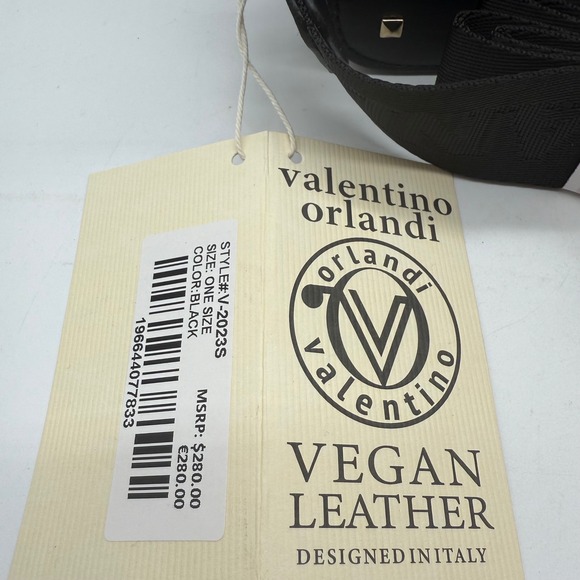 valentino
orlandi
orlandi
valentino
V
VEGAN
LEATHER
DESIGNED IN ITALY
STYLE#:V-2023S
SIZE: ONE SIZE
COLOR:BLACK
196644077833
MSRP: $280.00
€280.00